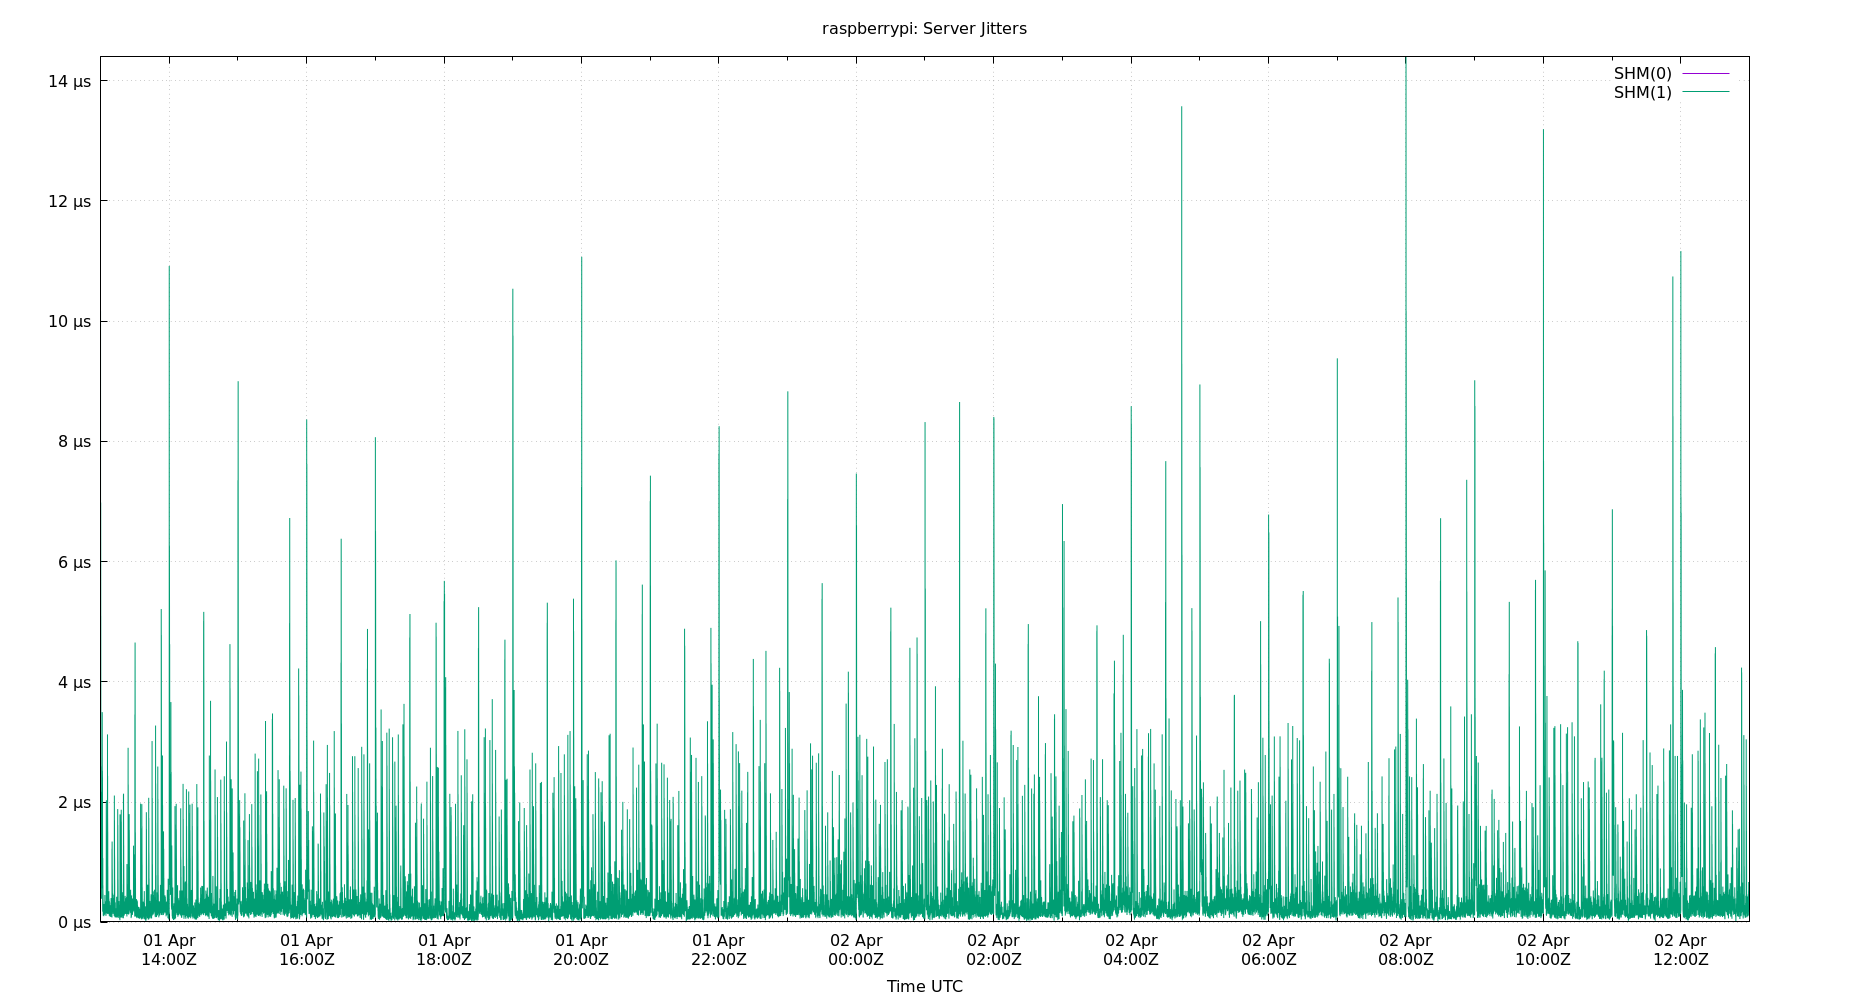 raspberrypi: Server Jitters
SHM(0)
SHM(1)
14 µs
12 µs
10 µs
8 µs
6 µs
4 µs
2 µs
0 µs
01 Apr 01 Apr 01 Apr 01 Apr 01 Apr 02 Apr 02 Apr 02 Apr 02 Apr 02 Apr 02 Apr 02 Apr
14:00Z 16:00Z 18:00Z 20:00Z 22:00Z 00:00Z 02:00Z 04:00Z 06:00Z 08:00Z 10:00Z 12:00Z
Time UTC